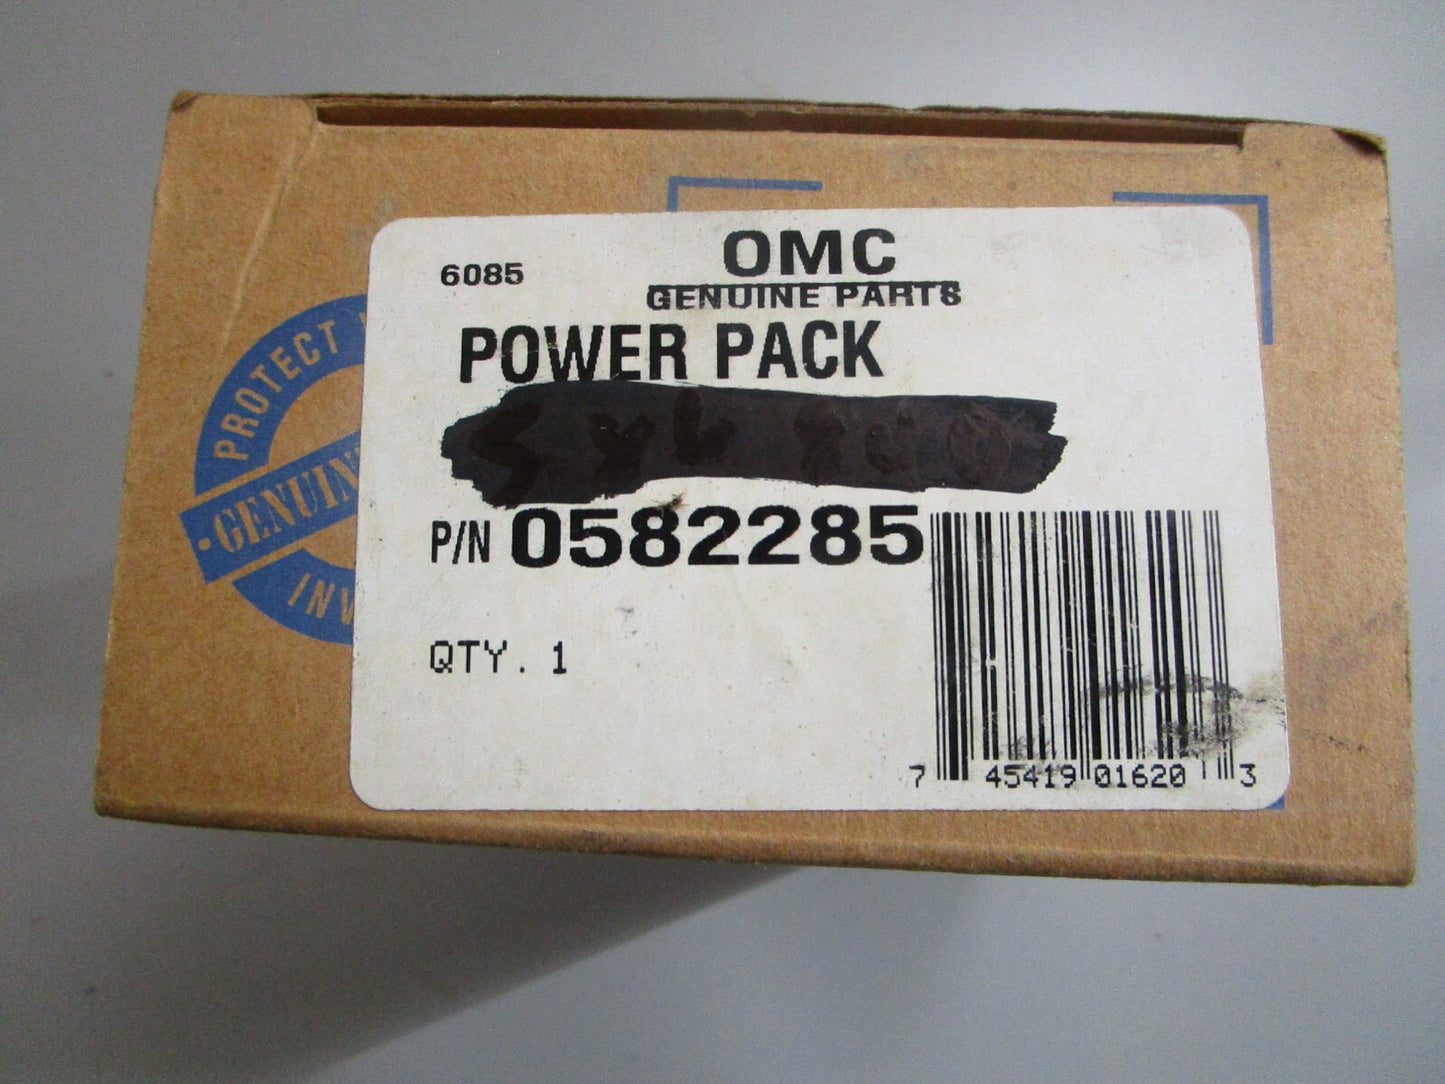 6085
OMC
GENUINE PARTS
POWER PACK
P/N 0582285
QTY. 1
7 45419 01620 3
PROTECT
· GENUIN
INV